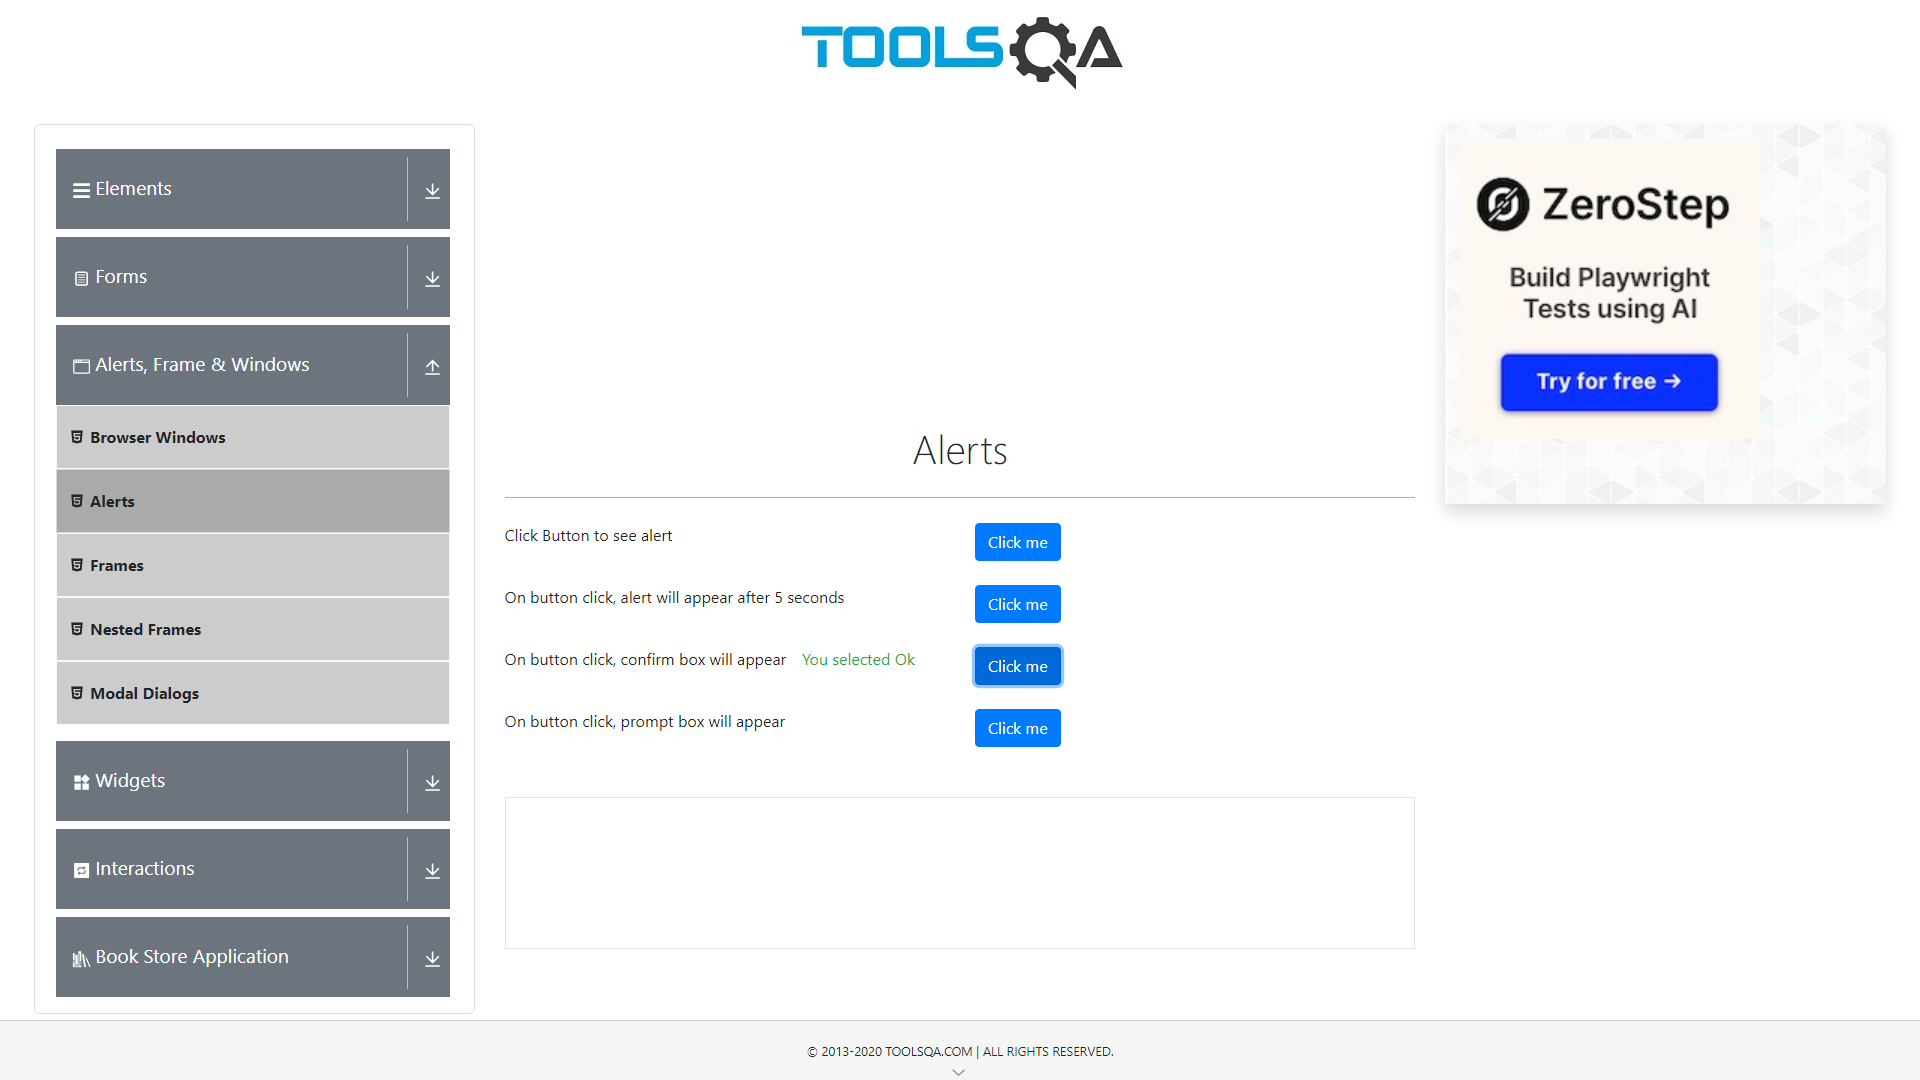 TOOLSQA
Elements
Forms
Alerts, Frame & Windows
Browser Windows
Alerts
Frames
Nested Frames
Modal Dialogs
Widgets
Interactions
Book Store Application
Alerts
Click Button to see alert
Click me
On button click, alert will appear after 5 seconds
Click me
On button click, confirm box will appear You selected Ok
Click me
On button click, prompt box will appear
Click me
ZeroStep
Build Playwright
Tests using AI
Try for free →
© 2013-2020 TOOLSQA.COM | ALL RIGHTS RESERVED.